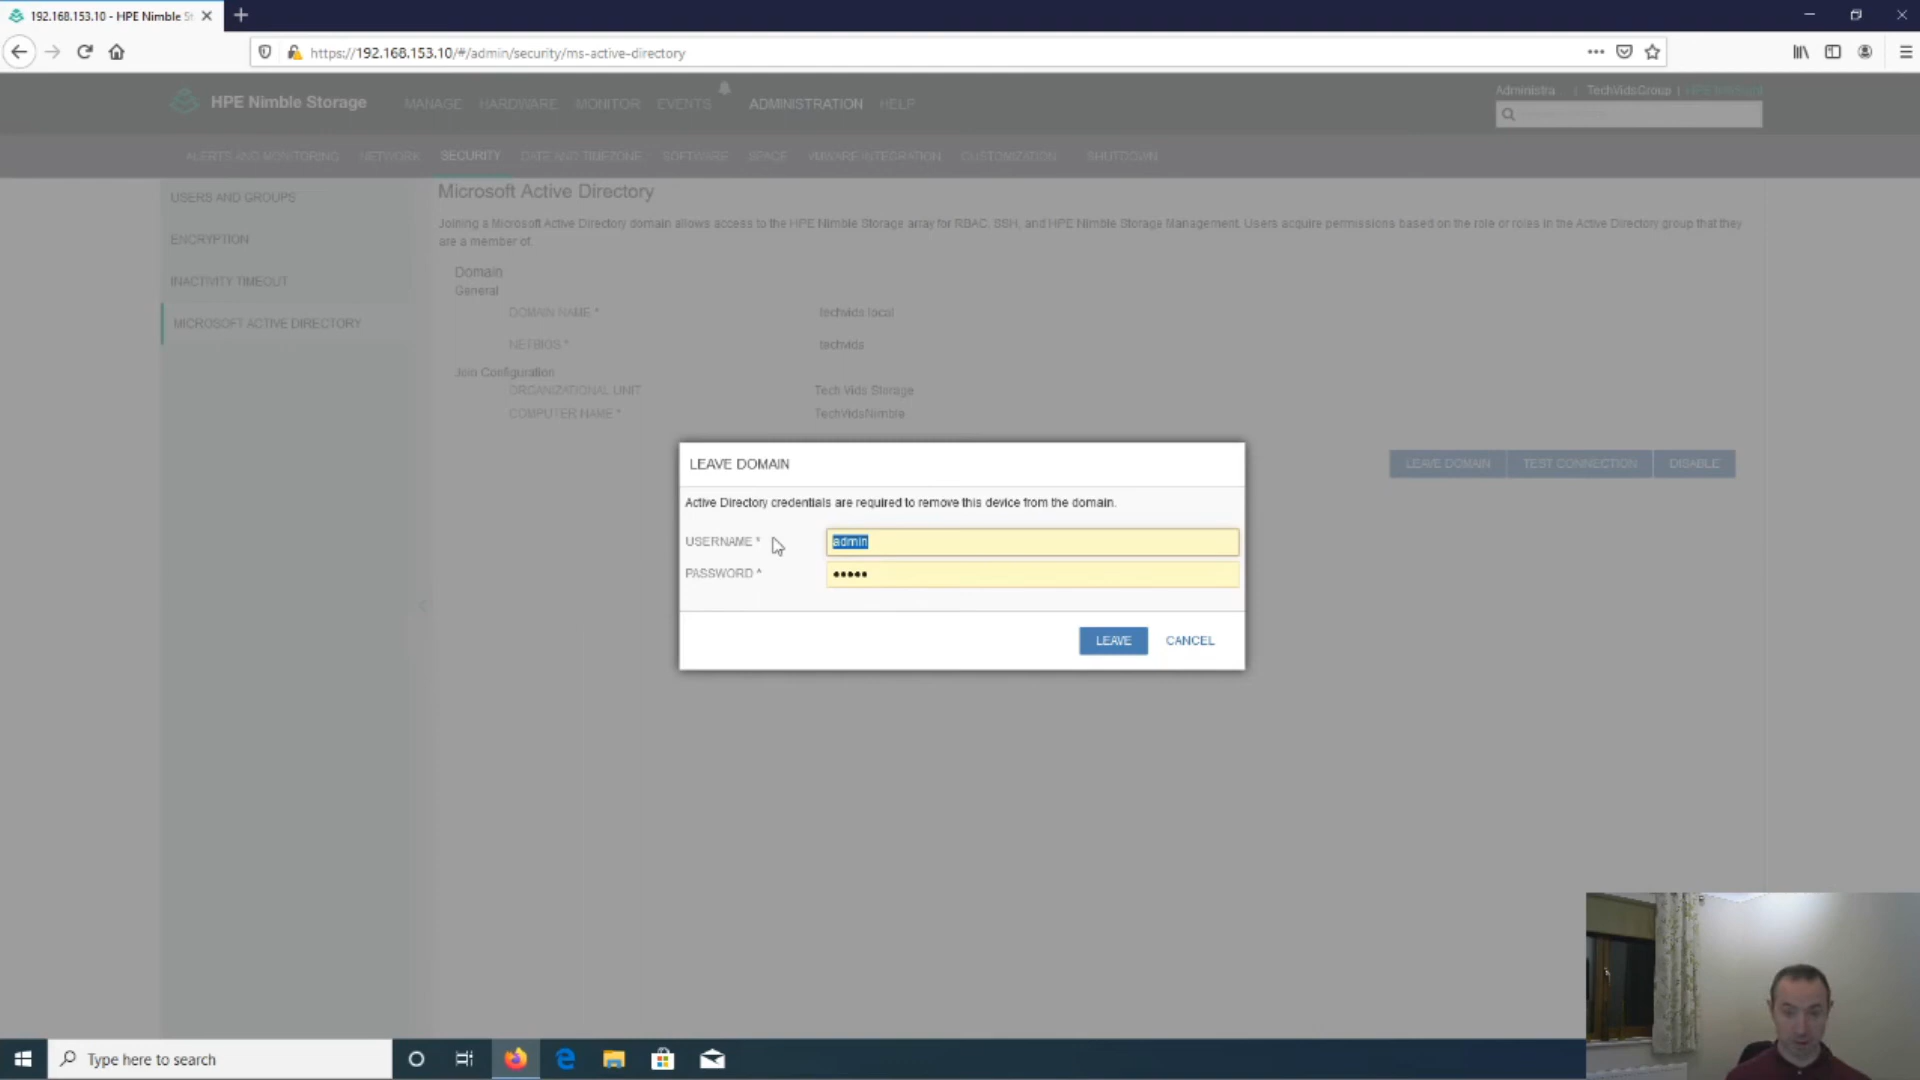 192.168.153.10 - HPE Nimble St
https://192.168.153.10/#/admin/security/ms-active-directory
HPE Nimble Storage
MANAGE HARDWARE MONITOR EVENTS ADMINISTRATION HELP
Administra | TechVidsGroup |
ALERTS AND MONITORING NETWORK SECURITY DATE AND TIMEZONE SOFTWARE SPACE VMWARE INTEGRATION CUSTOMIZATION SHUTDOWN
USERS AND GROUPS
ENCRYPTION
INACTIVITY TIMEOUT
MICROSOFT ACTIVE DIRECTORY
Microsoft Active Directory
Joining a Microsoft Active Directory domain allows access to the HPE Nimble Storage array for RBAC, SSH, and HPE Nimble Storage Management. Users acquire permissions based on the role or roles in the Active Directory group that they
are a member of.
Domain
General
DOMAIN NAME * techvids.local
NETBIOS * techvids
Join Configuration
ORGANIZATIONAL UNIT Tech Vids Storage
COMPUTER NAME * TechVidsNimble
LEAVE DOMAIN TEST CONNECTION DISABLE
LEAVE DOMAIN
Active Directory credentials are required to remove this device from the domain.
USERNAME * admin
PASSWORD * •••••
LEAVE CANCEL
Type here to search